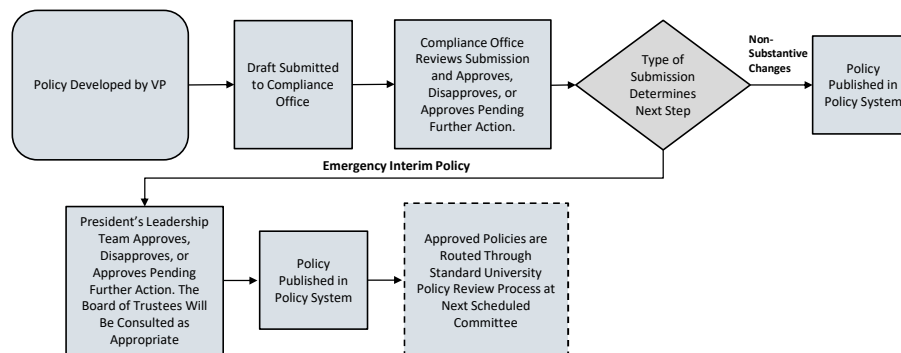 Policy Developed by VP
Draft Submitted
to Compliance
Office
Compliance Office
Reviews Submission
and Approves,
Disapproves, or
Approves Pending
Further Action.
Type of
Submission
Determines
Next Step
Non-
Substantive
Changes
Policy
Published in
Policy System
Emergency Interim Policy
President’s Leadership
Team Approves,
Disapproves, or
Approves Pending
Further Action. The
Board of Trustees Will
Be Consulted as
Appropriate
Policy
Published in
Policy System
Approved Policies are
Routed Through
Standard University
Policy Review Process at
Next Scheduled
Committee